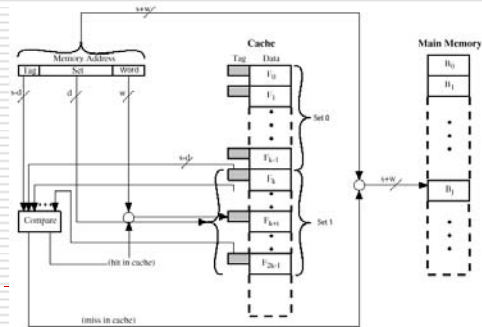 s+w
Cache
Main Memory
Memory Address
Tag Data
Tag Set Word
F0
B0
F1
B1
s-d
d
w
Set 0
s-d
Fk-1
Fk
s+w
Bj
Compare
Fk+i
Set 1
(hit in cache)
F2k-1
(miss in cache)